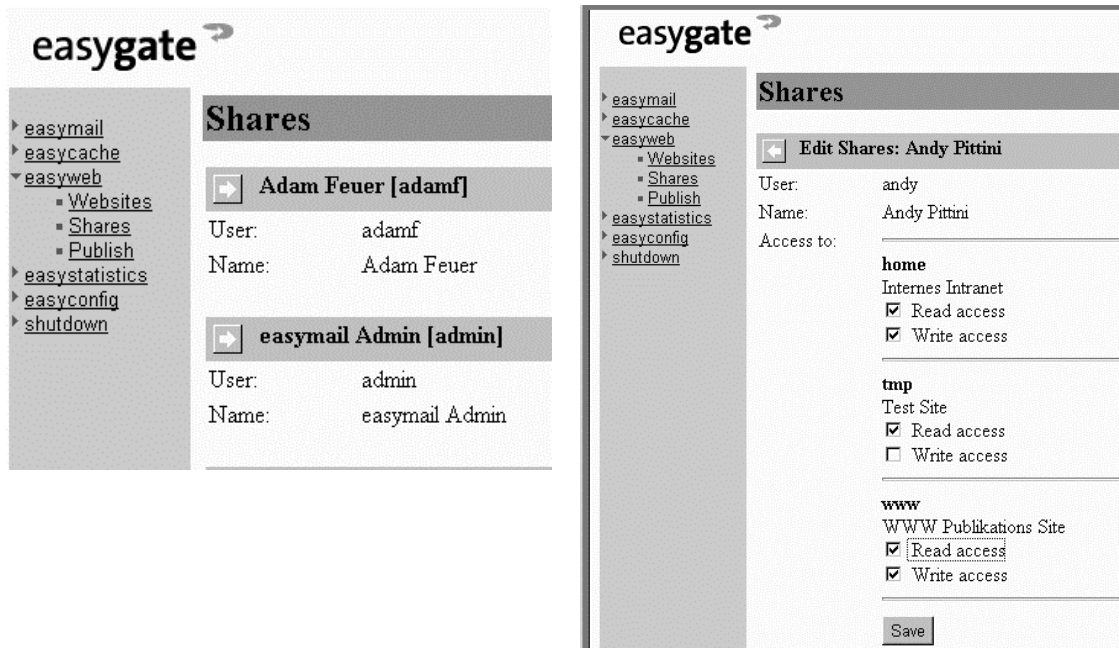 easygate
easymail
easycache
easyweb
Websites
Shares
Publish
easystatistics
easyconfig
shutdown
Shares
Adam Feuer [adamf]
User: adamf
Name: Adam Feuer
easymail Admin [admin]
User: admin
Name: easymail Admin
easygate
easymail
easycache
easyweb
Websites
Shares
Publish
easystatistics
easyconfig
shutdown
Shares
Edit Shares: Andy Pittini
User: andy
Name: Andy Pittini
Access to:
home
Internes Intranet
Read access
Write access
tmp
Test Site
Read access
Write access
www
WWW Publikations Site
Read access
Write access
Save